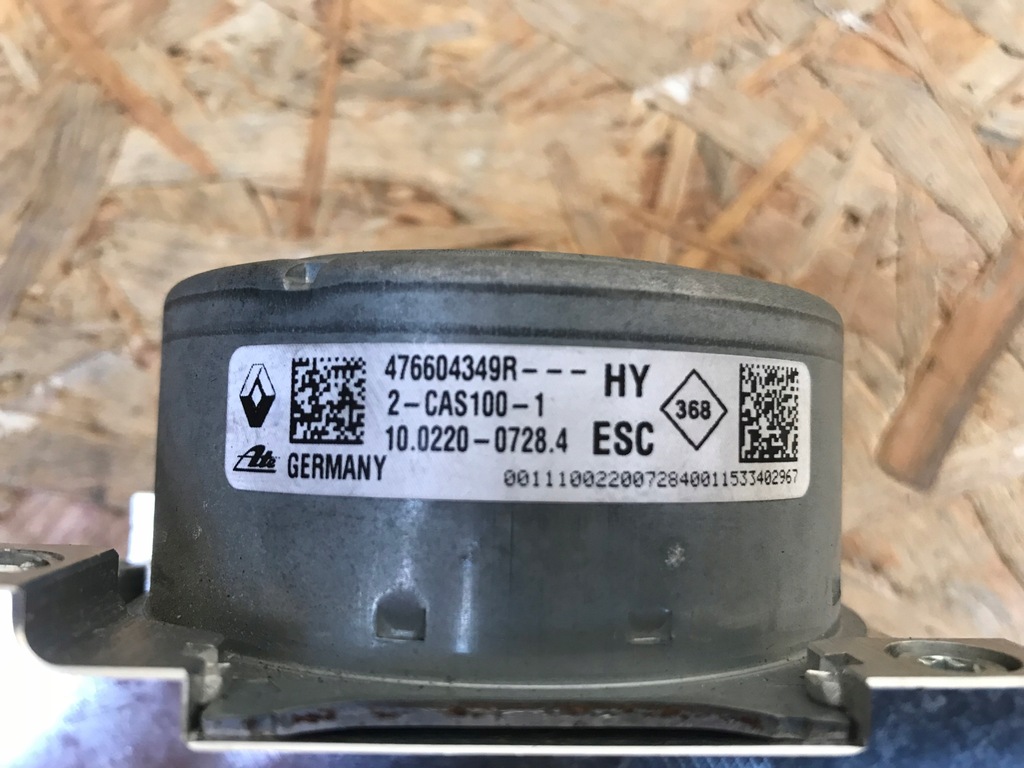 476604349R---
2-CAS100-1
10.0220-0728.4
HY
ESC
368
Ate GERMANY
0011100220072840011533402967